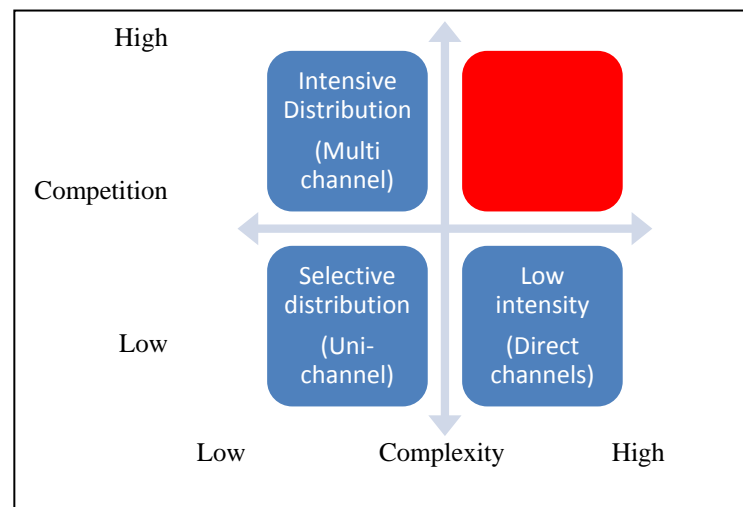 High
Intensive
Distribution
(Multi
channel)
Competition
Selective
distribution
(Uni-
channel)
Low
intensity
(Direct
channels)
Low
Low
Complexity
High